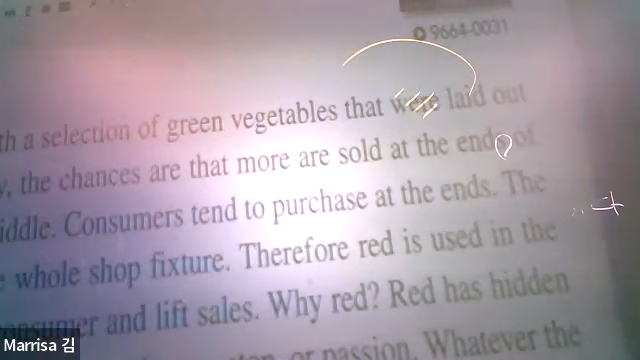 9664-0031
th a selection of green vegetables that were laid out
y, the chances are that more are sold at the ends of
iddle. Consumers tend to purchase at the ends. The
e whole shop fixture. Therefore red is used in the
onsumer and lift sales. Why red? Red has hidden
or passion. Whatever the
Marrisa 김